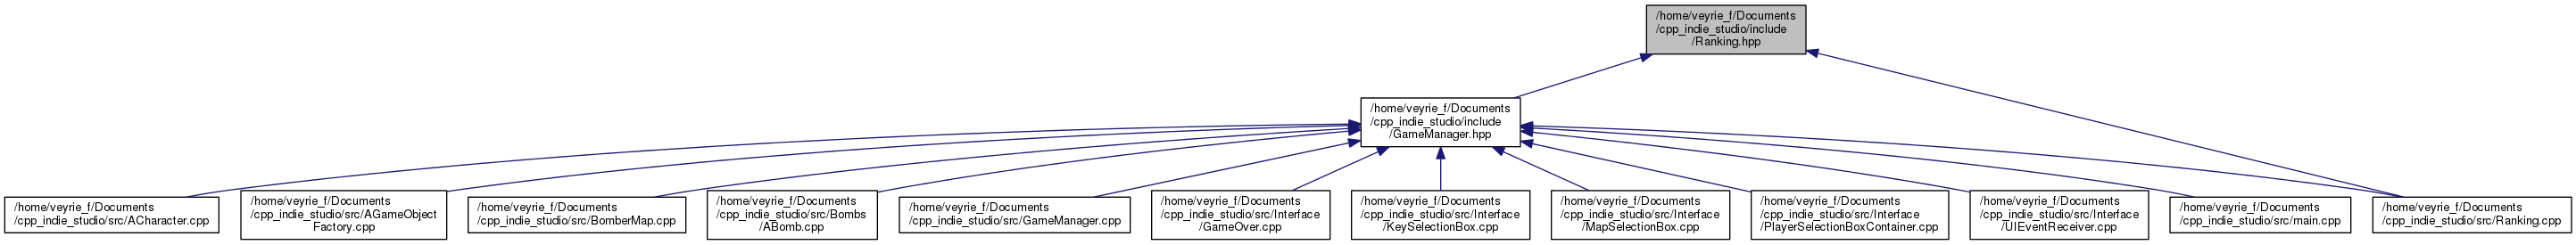 /home/veyrie_f/Documents
/cpp_indie_studio/include
/Ranking.hpp
/home/veyrie_f/Documents
/cpp_indie_studio/include
/GameManager.hpp
/home/veyrie_f/Documents
/cpp_indie_studio/src/ACharacter.cpp
/home/veyrie_f/Documents
/cpp_indie_studio/src/AGameObject
Factory.cpp
/home/veyrie_f/Documents
/cpp_indie_studio/src/BomberMap.cpp
/home/veyrie_f/Documents
/cpp_indie_studio/src/Bombs
/ABomb.cpp
/home/veyrie_f/Documents
/cpp_indie_studio/src/GameManager.cpp
/home/veyrie_f/Documents
/cpp_indie_studio/src/Interface
/GameOver.cpp
/home/veyrie_f/Documents
/cpp_indie_studio/src/Interface
/KeySelectionBox.cpp
/home/veyrie_f/Documents
/cpp_indie_studio/src/Interface
/MapSelectionBox.cpp
/home/veyrie_f/Documents
/cpp_indie_studio/src/Interface
/PlayerSelectionBoxContainer.cpp
/home/veyrie_f/Documents
/cpp_indie_studio/src/Interface
/UIEventReceiver.cpp
/home/veyrie_f/Documents
/cpp_indie_studio/src/main.cpp
/home/veyrie_f/Documents
/cpp_indie_studio/src/Ranking.cpp